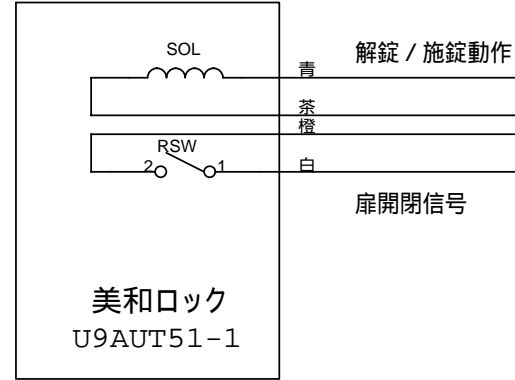 SOL
青
解錠 / 施錠動作
茶
橙
RSW
2
1
白
扉開閉信号
美和ロック
U9AUT51-1